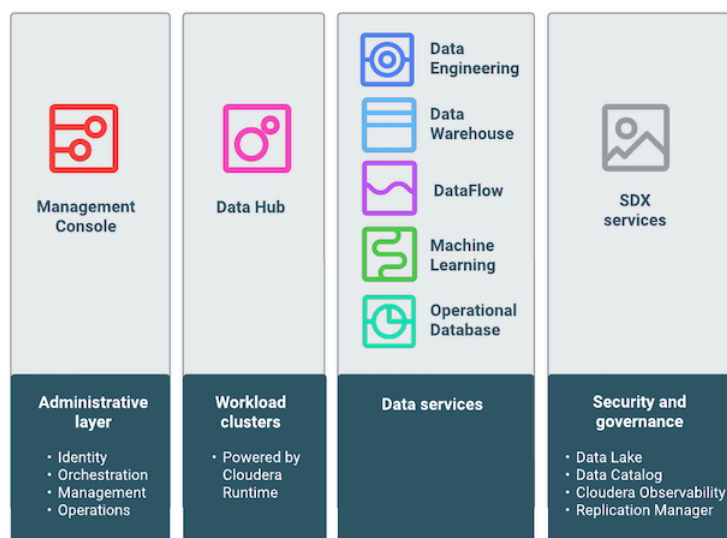 Management
Console
Administrative
layer
• Identity
• Orchestration
• Management
• Operations
Data Hub
Workload
clusters
• Powered by
Cloudera
Runtime
Data
Engineering
Data
Warehouse
DataFlow
Machine
Learning
Operational
Database
Data services
SDX
services
Security and
governance
• Data Lake
• Data Catalog
• Cloudera Observability
• Replication Manager